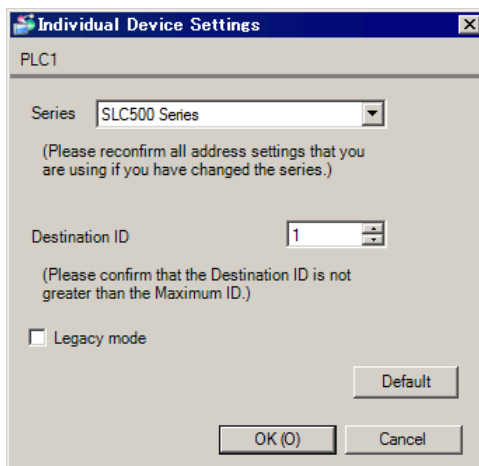 Individual Device Settings
PLC1
Series SLC500 Series
(Please reconfirm all address settings that you
are using if you have changed the series.)
Destination ID 1
(Please confirm that the Destination ID is not
greater than the Maximum ID.)
Legacy mode
Default
OK (O) Cancel